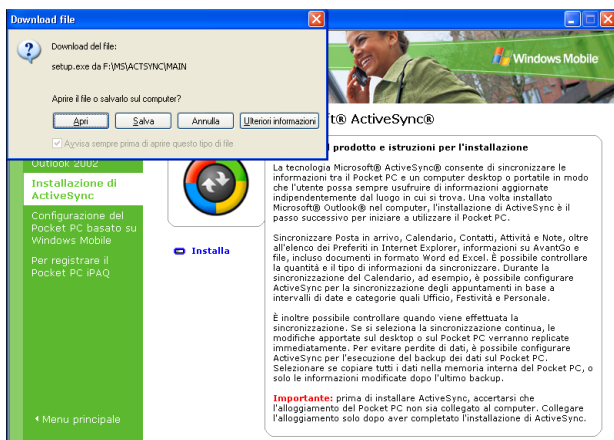 Download file
Download del file:
setup.exe da F:\MS\ACTSYNC\MAIN
Aprire il file o salvarlo sul computer?
Apri
Salva
Annulla
Ulteriori informazioni
Avvisa sempre prima di aprire questo tipo di file
Windows Mobile
t® ActiveSync®
Outlook 2002
Installazione di
ActiveSync
Configurazione del
Pocket PC basato su
Windows Mobile
Per registrare il
Pocket PC iPAQ
Menu principale
Installa
l prodotto e istruzioni per l'installazione
La tecnologia Microsoft® ActiveSync® consente di sincronizzare le
informazioni tra il Pocket PC e un computer desktop o portatile in modo
che l'utente possa sempre usufruire di informazioni aggiornate
indipendentemente dal luogo in cui si trova. Una volta installato
Microsoft® Outlook® nel computer, l'installazione di ActiveSync è il
passo successivo per iniziare a utilizzare il Pocket PC.
Sincronizzare Posta in arrivo, Calendario, Contatti, Attività e Note, oltre
all'elenco dei Preferiti in Internet Explorer, informazioni su AvantGo e
file, incluso documenti in formato Word ed Excel. È possibile controllare
la quantità e il tipo di informazioni da sincronizzare. Durante la
sincronizzazione del Calendario, ad esempio, è possibile configurare
ActiveSync per la sincronizzazione degli appuntamenti in base a
intervalli di date e categorie quali Ufficio, Festività e Personale.
È inoltre possibile controllare quando viene effettuata la
sincronizzazione. Se si seleziona la sincronizzazione continua, le
modifiche apportate sul desktop o sul Pocket PC verranno replicate
immediatamente. Per evitare perdite di dati, è possibile configurare
ActiveSync per l'esecuzione del backup dei dati sul Pocket PC.
Selezionare se copiare tutti i dati nella memoria interna del Pocket PC, o
solo le informazioni modificate dopo l'ultimo backup.
Importante: prima di installare ActiveSync, accertarsi che
l'alloggiamento del Pocket PC non sia collegato al computer. Collegare
l'alloggiamento solo dopo aver completato l'installazione di ActiveSync.